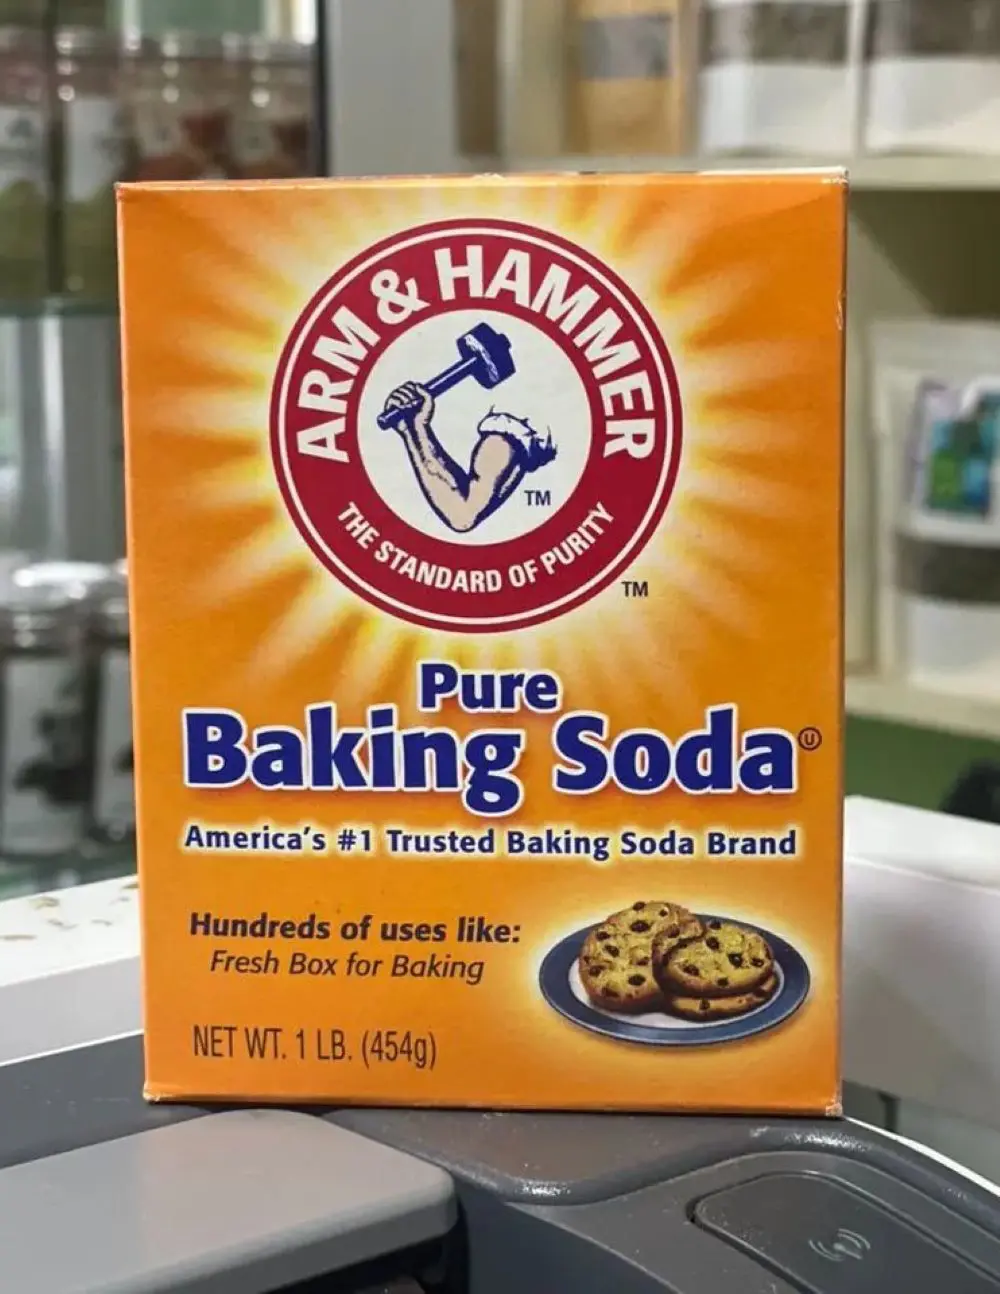 ARM & HAMMER
TM
THE STANDARD OF PURITY
TM
Pure
Baking Soda Ⓤ
America's #1 Trusted Baking Soda Brand
Hundreds of uses like:
Fresh Box for Baking
NET WT. 1 LB. (454g)